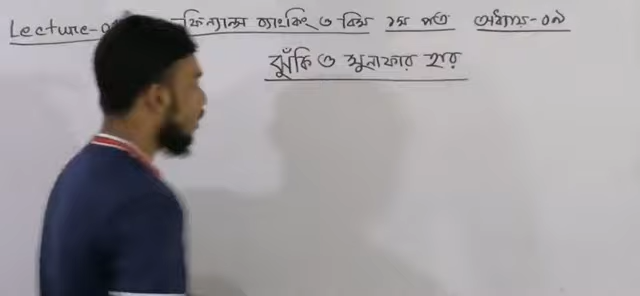 Lecture-0 ফিন্যান্স ব্যাংকিং ও বিমা ১ম পত্র অধ্যায়-০৯
ঝুঁকি ও মুনাফার হার